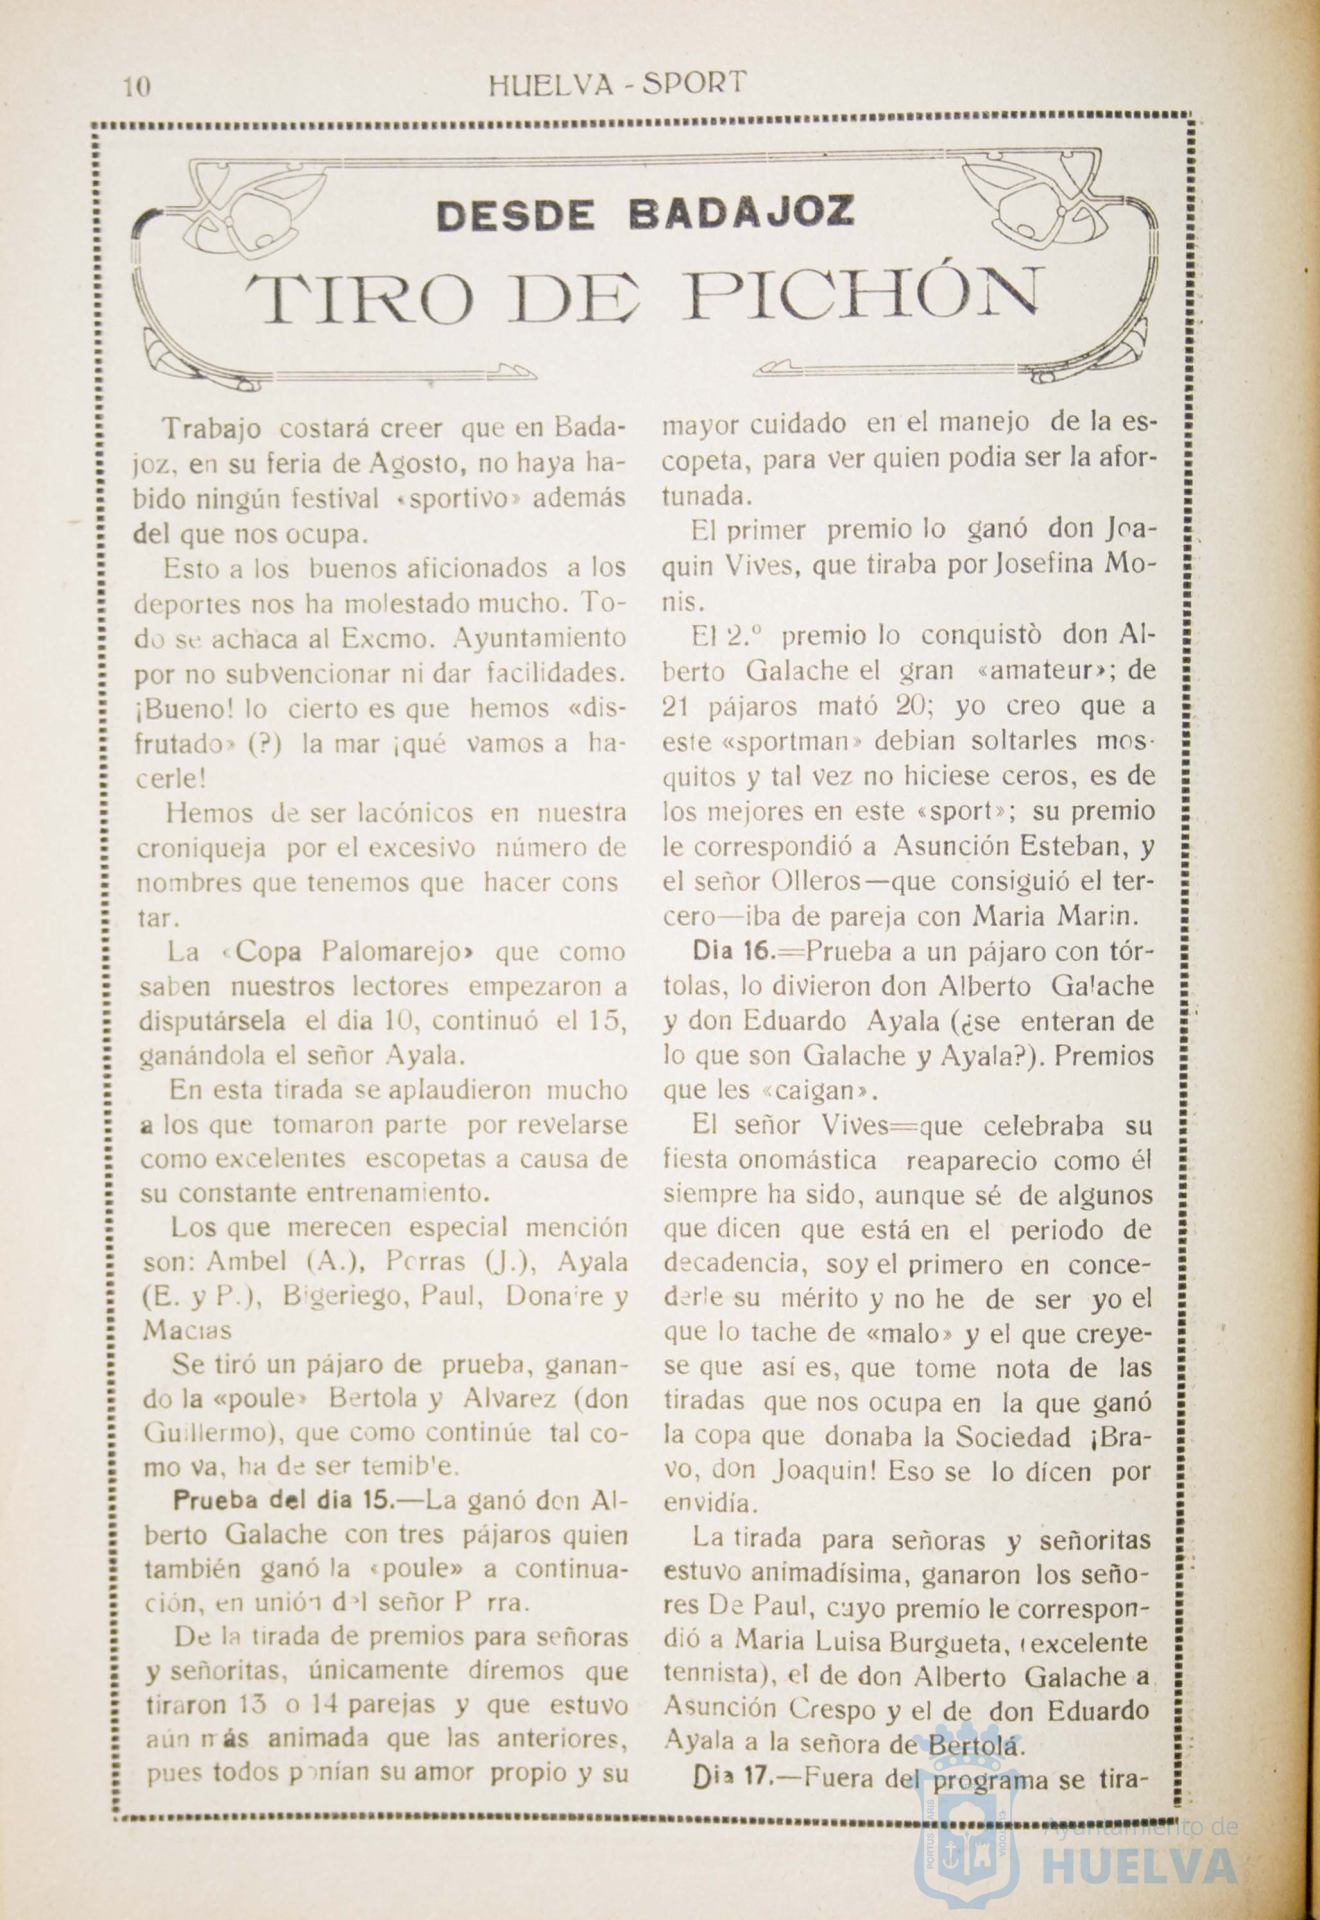 10
HUELVA - SPORT
DESDE BADAJOZ
TIRO DE PICHÓN
Trabajo costará creer que en Bada-
joz, en su feria de Agosto, no haya ha-
bido ningún festival «sportivo» además
del que nos ocupa.
Esto a los buenos aficionados a los
deportes nos ha molestado mucho. To-
do se achaca al Excmo. Ayuntamiento
por no subvencionar ni dar facilidades.
¡Bueno! lo cierto es que hemos «dis-
frutado» (?) la mar ¡qué vamos a ha-
cerle!
Hemos de ser lacónicos en nuestra
croniqueja por el excesivo número de
nombres que tenemos que hacer cons
tar.
La «Copa Palomarejo» que como
saben nuestros lectores empezaron a
disputársela el dia 10, continuó el 15,
ganándola el señor Ayala.
En esta tirada se aplaudieron mucho
a los que tomaron parte por revelarse
como excelentes escopetas a causa de
su constante entrenamiento.
Los que merecen especial mención
son: Ambel (A.), Porras (J.), Ayala
(E. y P.), Bigeriego, Paul, Donaire y
Macias
Se tiró un pájaro de prueba, ganan-
do la «poule» Bertola y Alvarez (don
Guillermo), que como continúe tal co-
mo va, ha de ser temible.
Prueba del dia 15.—La ganó don Al-
berto Galache con tres pájaros quien
también ganó la «poule» a continua-
ción, en unión del señor P rra.
De la tirada de premios para señoras
y señoritas, únicamente diremos que
tiraron 13 o 14 parejas y que estuvo
aún más animada que las anteriores,
pues todos ponían su amor propio y su
mayor cuidado en el manejo de la es-
copeta, para ver quien podia ser la afor-
tunada.
El primer premio lo ganó don Joa-
quin Vives, que tiraba por Josefina Mo-
nis.
El 2.º premio lo conquistò don Al-
berto Galache el gran «amateur»; de
21 pájaros mató 20; yo creo que a
este «sportman» debian soltarles mos-
quitos y tal vez no hiciese ceros, es de
los mejores en este «sport»; su premio
le correspondió a Asunción Esteban, y
el señor Olleros—que consiguió el ter-
cero—iba de pareja con Maria Marin.
Dia 16.=Prueba a un pájaro con tór-
tolas, lo divieron don Alberto Galache
y don Eduardo Ayala (¿se enteran de
lo que son Galache y Ayala?). Premios
que les «caigan».
El señor Vives=que celebraba su
fiesta onomástica reaparecio como él
siempre ha sido, aunque sé de algunos
que dicen que está en el periodo de
decadencia, soy el primero en conce-
derle su mérito y no he de ser yo el
que lo tache de «malo» y el que creye-
se que así es, que tome nota de las
tiradas que nos ocupa en la que ganó
la copa que donaba la Sociedad ¡Bra-
vo, don Joaquin! Eso se lo dícen por
envidía.
La tirada para señoras y señoritas
estuvo animadísima, ganaron los seño-
res De Paul, cuyo premío le correspon-
dió a Maria Luisa Burgueta, (excelente
tennista), el de don Alberto Galache a
Asunción Crespo y el de don Eduardo
Ayala a la señora de Bertolá.
Dia 17.—Fuera del programa se tira-
PORTUS MARIS
CUSTODIA
Ayuntamiento de
HUELVA